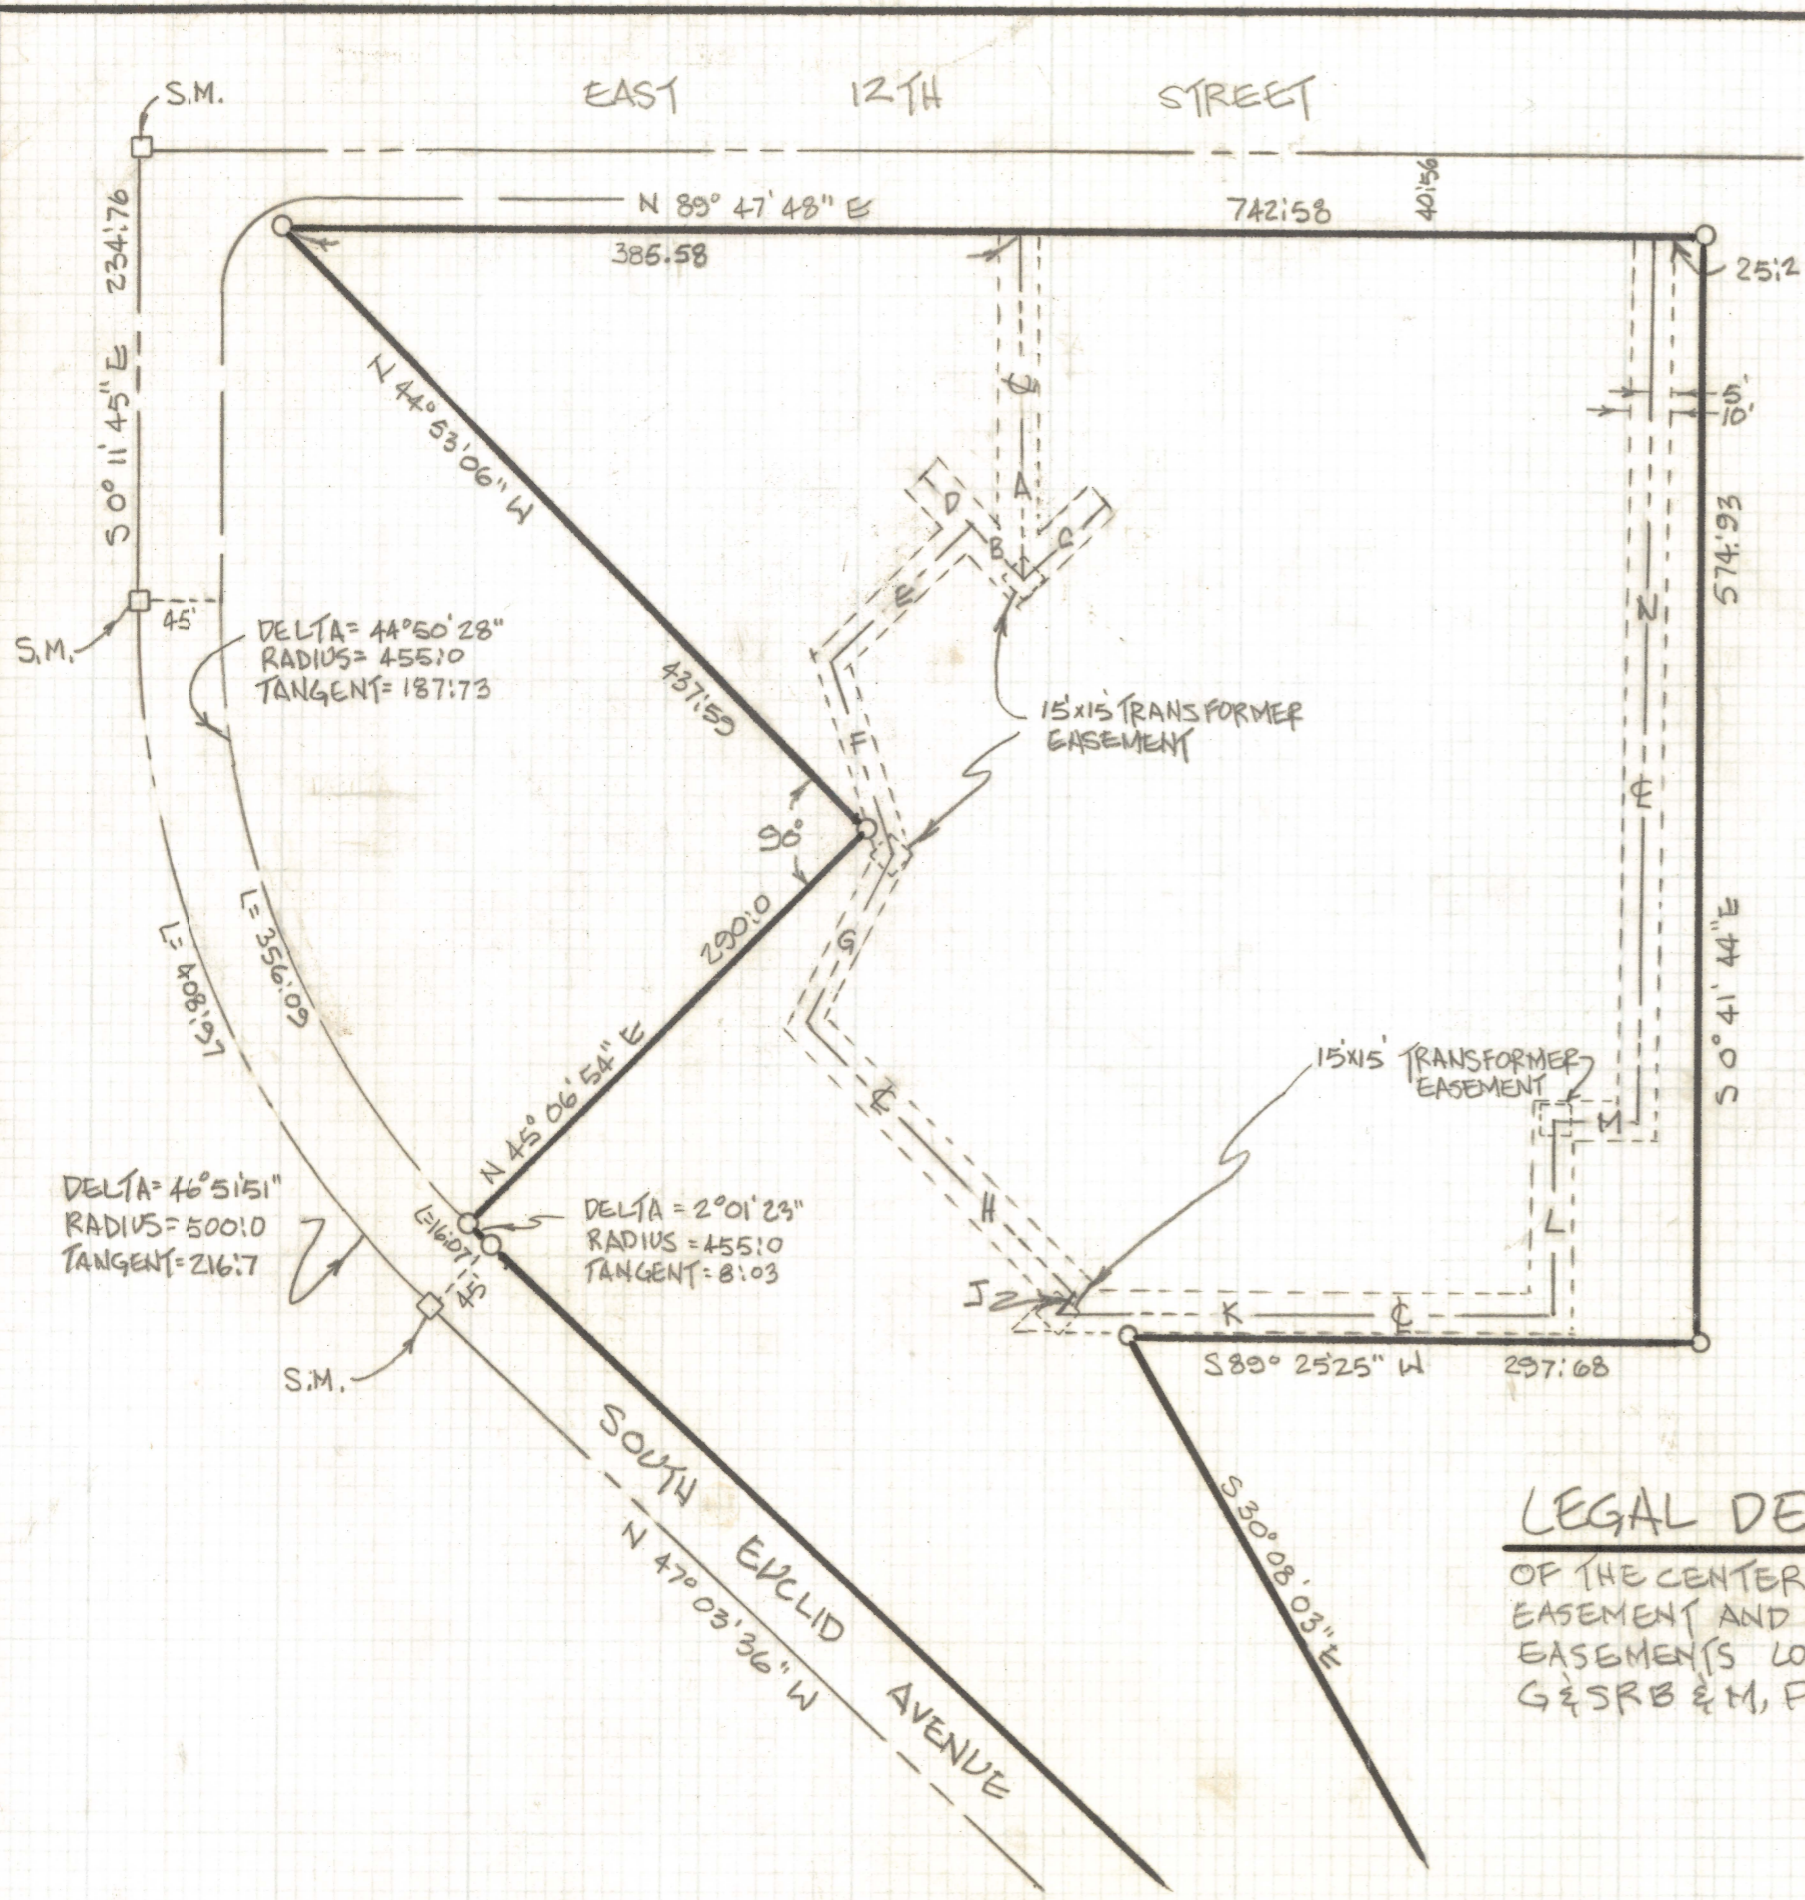 S.M.
EAST 12TH STREET
N 89° 47' 48" E
742.58
40.56
386.58
25.2
S 0° 11' 45" E 234.76
N 44° 53' 06" W
437.59
5'
10'
574.93
S 0° 41' 44" E
A
B
C
D
E
F
G
H
J
K
L
M
N
℄
℄
℄
℄
45'
S.M.
DELTA= 44°50'28"
RADIUS= 455.0
TANGENT= 187.73
15'x15' TRANSFORMER
EASEMENT
90°
290.0
N 45° 06' 54" E
L= 356.09
L= 408.97
15'x15' TRANSFORMER
EASEMENT
DELTA= 46°51'51"
RADIUS= 500.0
TANGENT= 216.7
L=16.07
45'
DELTA = 2°01'23"
RADIUS = 455.0
TANGENT = 8.03
S.M.
S 89° 25'25" W
297.68
S 30° 08' 03" E
SOUTH EUCLID AVENUE
N 47° 03' 36" W
LEGAL DE
OF THE CENTER
EASEMENT AND
EASEMENTS LO
G&SRB & M, P